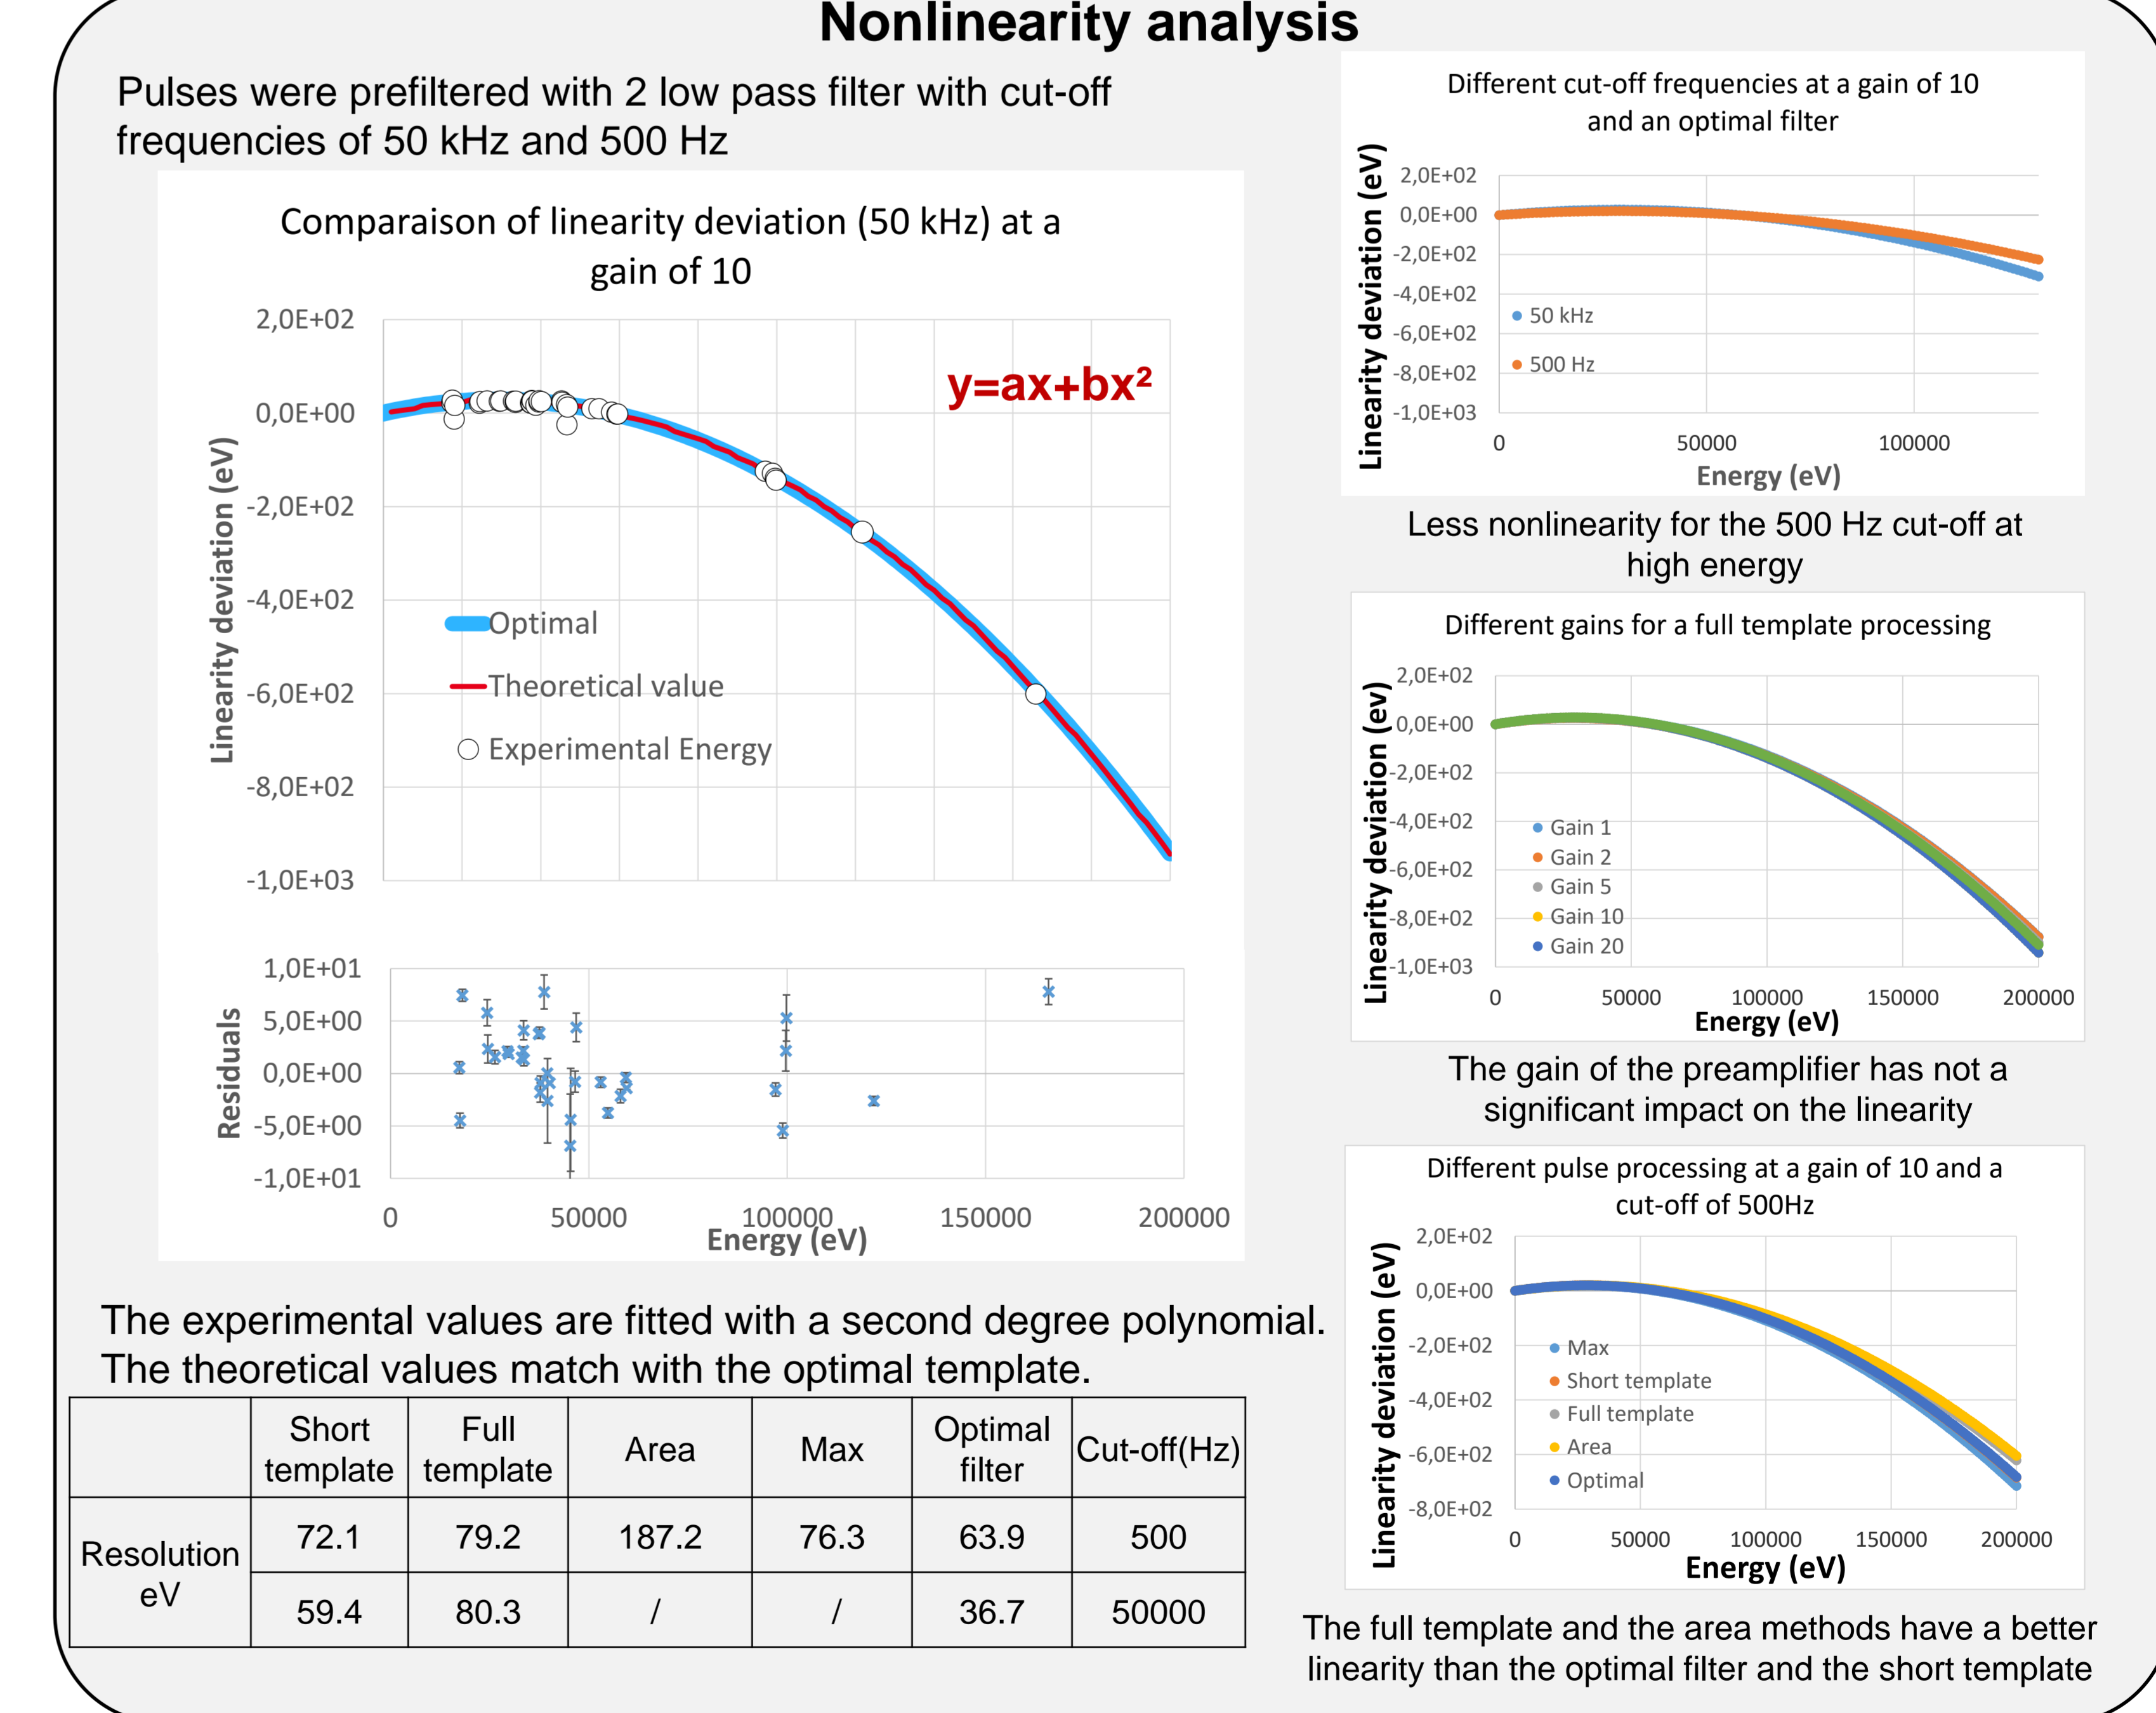 Nonlinearity analysis
Pulses were prefiltered with 2 low pass filter with cut-off
frequencies of 50 kHz and 500 Hz
Comparaison of linearity deviation (50 kHz) at a
gain of 10
2,0E+02
0,0E+00
-2,0E+02
-4,0E+02
-6,0E+02
-8,0E+02
-1,0E+03
Linearity deviation (eV)
y=ax+bx²
Optimal
Theoretical value
Experimental Energy
1,0E+01
5,0E+00
0,0E+00
-5,0E+00
-1,0E+01
Residuals
0 50000 100000 150000 200000
Energy (eV)
The experimental values are fitted with a second degree polynomial.
The theoretical values match with the optimal template.
Short template Full template Area Max Optimal filter Cut-off(Hz)
Resolution eV
72.1 79.2 187.2 76.3 63.9 500
59.4 80.3 / / 36.7 50000
Different cut-off frequencies at a gain of 10
and an optimal filter
Linearity deviation (eV)
2,0E+02
0,0E+00
-2,0E+02
-4,0E+02
-6,0E+02
-8,0E+02
-1,0E+03
50 kHz
500 Hz
0 50000 100000
Energy (eV)
Less nonlinearity for the 500 Hz cut-off at
high energy
Different gains for a full template processing
Linearity deviation (ev)
2,0E+02
0,0E+00
-2,0E+02
-4,0E+02
-6,0E+02
-8,0E+02
-1,0E+03
Gain 1
Gain 2
Gain 5
Gain 10
Gain 20
0 50000 100000 150000 200000
Energy (eV)
The gain of the preamplifier has not a
significant impact on the linearity
Different pulse processing at a gain of 10 and a
cut-off of 500Hz
Linearity deviation (eV)
2,0E+02
0,0E+00
-2,0E+02
-4,0E+02
-6,0E+02
-8,0E+02
Max
Short template
Full template
Area
Optimal
0 50000 100000 150000 200000
Energy (eV)
The full template and the area methods have a better
linearity than the optimal filter and the short template